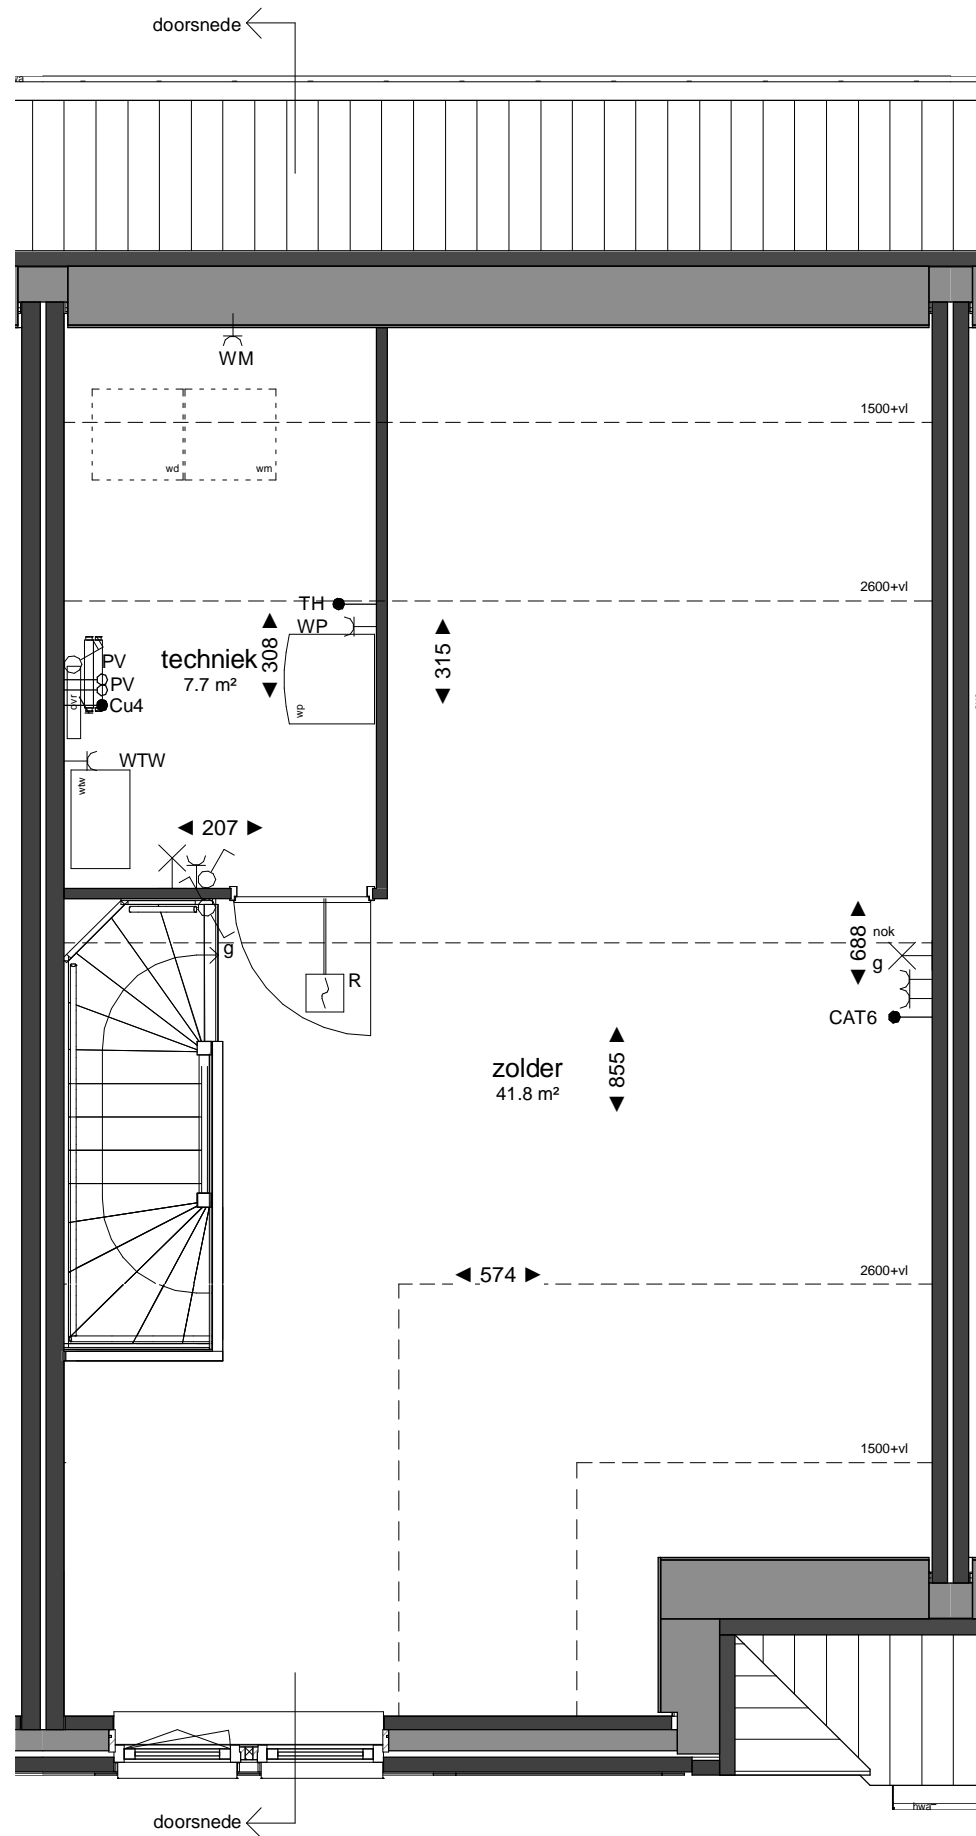 doorsnede
WM
1500+vl
wd
wm
2600+vl
TH
WP
techniek
7.7 m²
308
315
PV
PV
Cu4
ovr
wp
WTW
wtw
207
g
nok
688
g
R
CAT6
zolder
41.8 m²
855
574
2600+vl
1500+vl
hwa
doorsnede